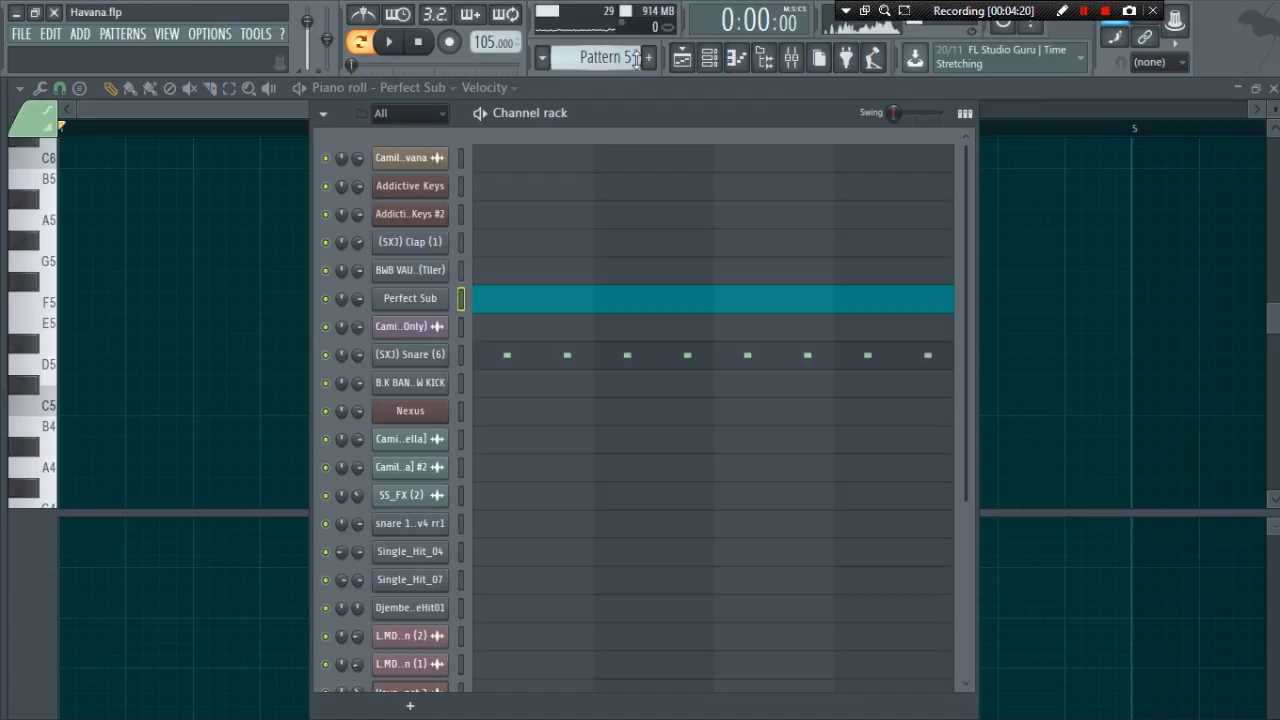 Havana.flp
FILE EDIT ADD PATTERNS VIEW OPTIONS TOOLS ?
3.2.
105.000
29
914 MB
0
0:00:00
M:S:CS
Recording [00:04:20]
Pattern 5
20/11 FL Studio Guru | Time Stretching
(none)
Piano roll - Perfect Sub
Velocity
All
Channel rack
Swing
5
C6
B5
A5
G5
F5
E5
D5
C5
B4
A4
Camil..vana
Addictive Keys
Addicti..Keys #2
(SXJ) Clap (1)
BWB VAU..(Tller)
Perfect Sub
Cami..Only]
(SXJ) Snare (6)
B.K BAN..W KICK
Nexus
Cami..ella]
Camil..a] #2
SS_FX (2)
snare 1..v4 rr1
Single_Hit_04
Single_Hit_07
Djembe..eHit01
L.MD..n (2)
L.MD..n (1)